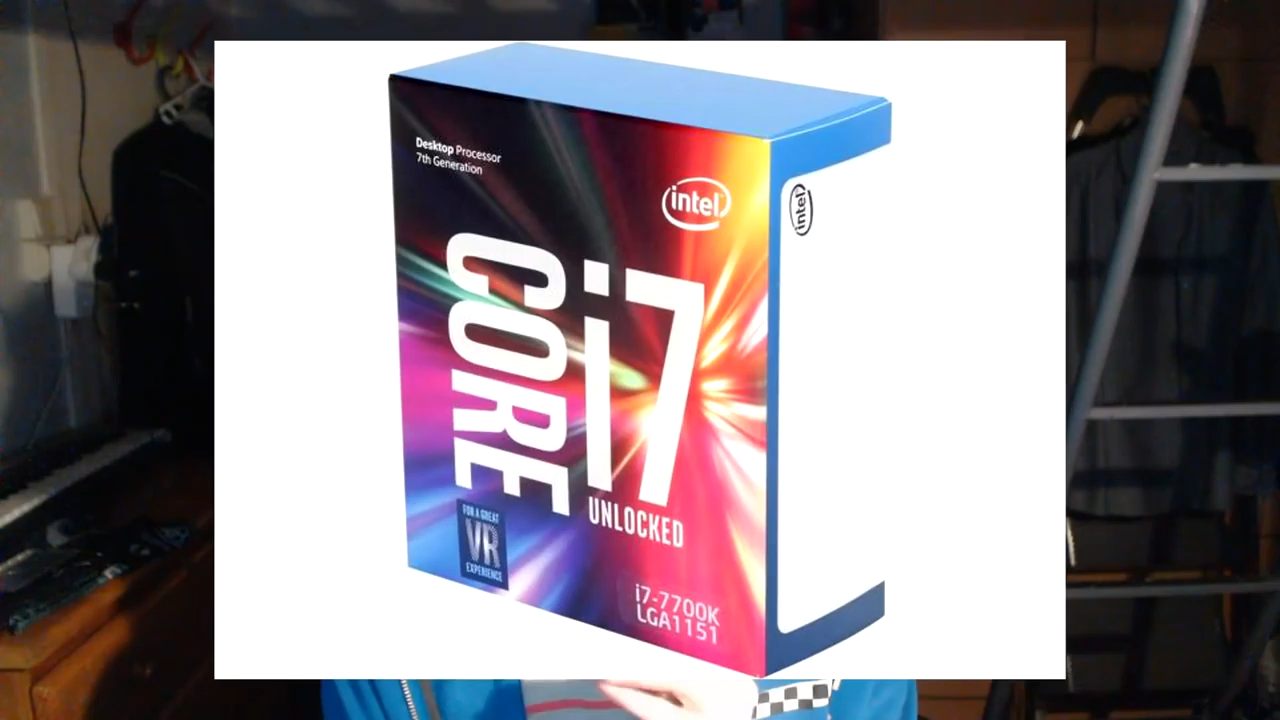 Desktop Processor
7th Generation
intel
intel
CORE
i7
UNLOCKED
FOR A GREAT
VR
EXPERIENCE
i7-7700K
LGA1151